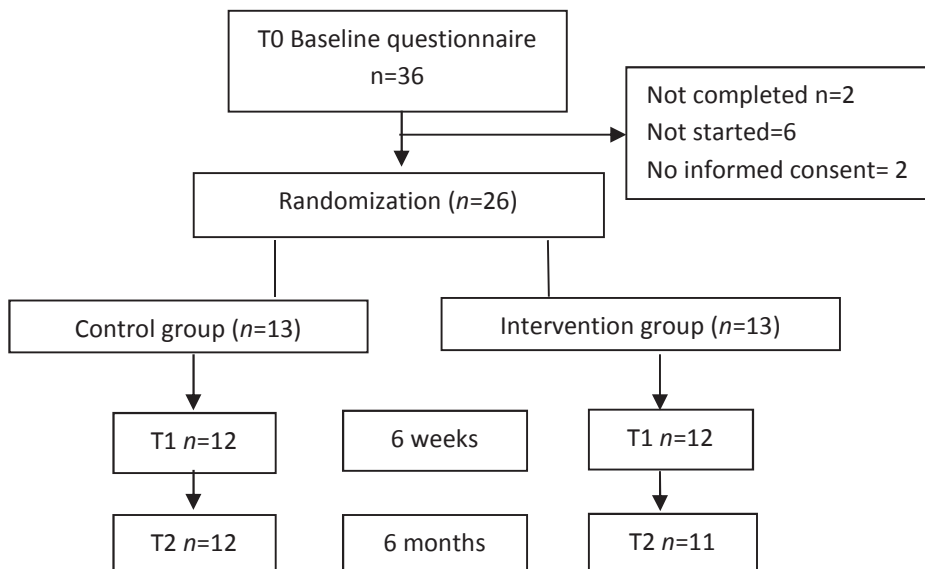 T0 Baseline questionnaire
n=36
Not completed n=2
Not started=6
No informed consent= 2
Randomization (n=26)
Control group (n=13)
Intervention group (n=13)
T1 n=12
6 weeks
T1 n=12
T2 n=12
6 months
T2 n=11